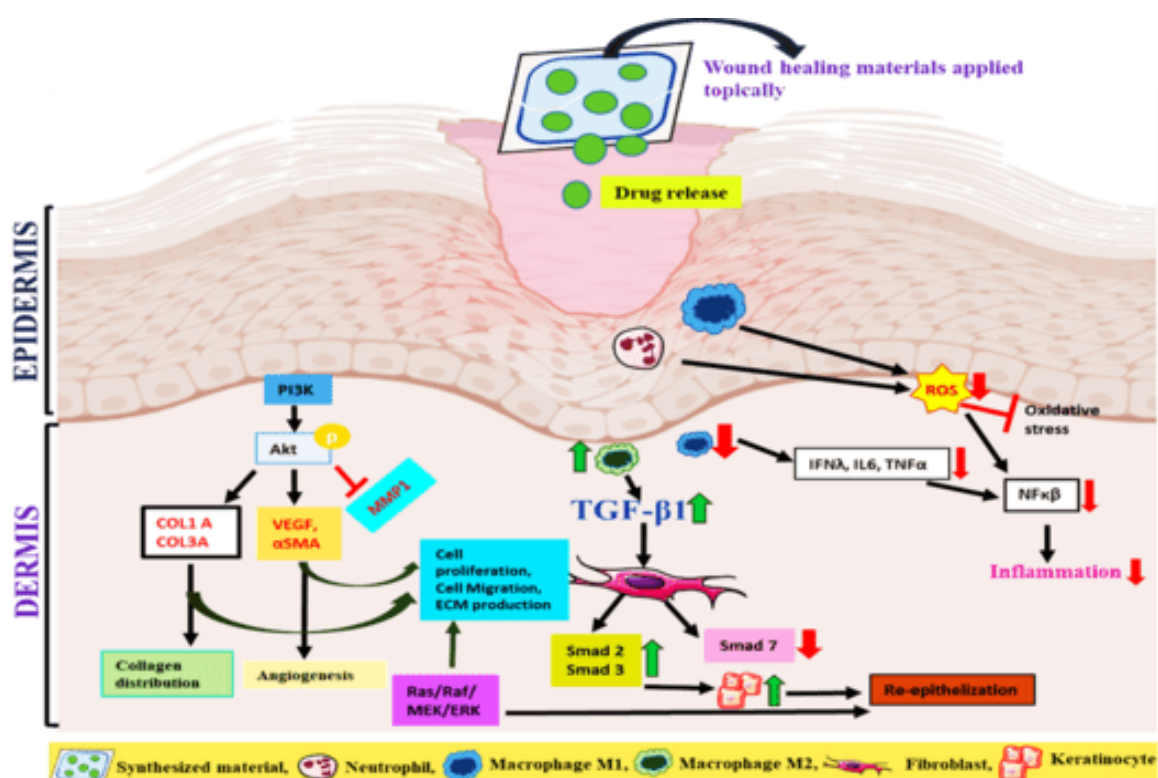 Wound healing materials applied
topically
Drug release
EPIDERMIS
DERMIS
PI3K
Akt
p
MMP1
COL1 A
COL3A
VEGF,
αSMA
Cell
proliferation,
Cell Migration,
ECM production
Collagen
distribution
Angiogenesis
Ras/Raf/
MEK/ERK
ROS
Oxidative
stress
IFNλ, IL6, TNFα
NFκβ
Inflammation
TGF-β1
Smad 2
Smad 3
Smad 7
Re-epithelization
Synthesized material, Neutrophil, Macrophage M1, Macrophage M2, Fibroblast, Keratinocyte